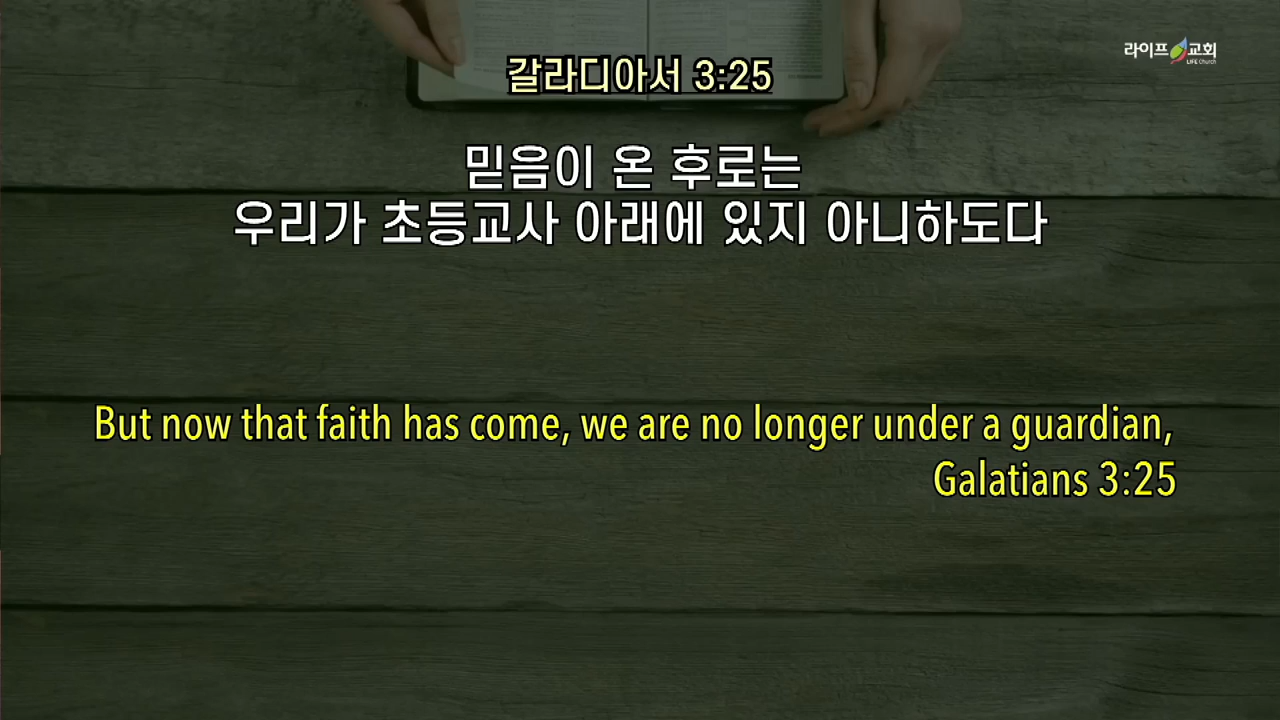 라이프 교회
LIFE Church
갈라디아서 3:25
믿음이 온 후로는
우리가 초등교사 아래에 있지 아니하도다
But now that faith has come, we are no longer under a guardian,
Galatians 3:25